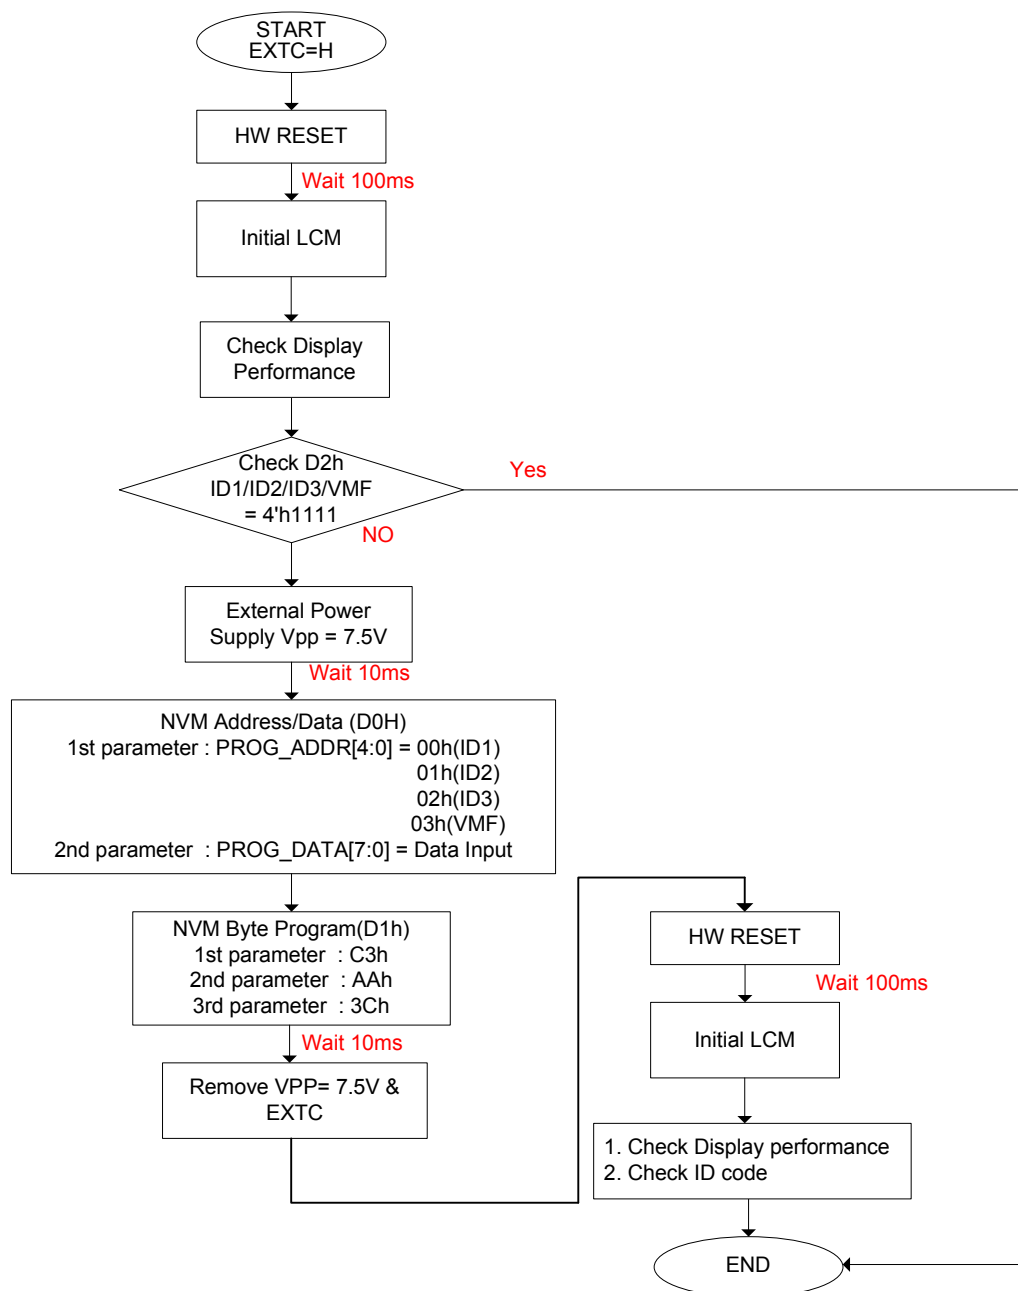 START
EXTC=H
HW RESET
Wait 100ms
Initial LCM
Check Display
Performance
Check D2h
ID1/ID2/ID3/VMF
= 4'h1111
Yes
NO
External Power
Supply Vpp = 7.5V
Wait 10ms
NVM Address/Data (D0H)
1st parameter : PROG_ADDR[4:0] = 00h(ID1)
01h(ID2)
02h(ID3)
03h(VMF)
2nd parameter : PROG_DATA[7:0] = Data Input
NVM Byte Program(D1h)
1st parameter : C3h
2nd parameter : AAh
3rd parameter : 3Ch
Wait 10ms
Remove VPP= 7.5V &
EXTC
HW RESET
Wait 100ms
Initial LCM
1. Check Display performance
2. Check ID code
END